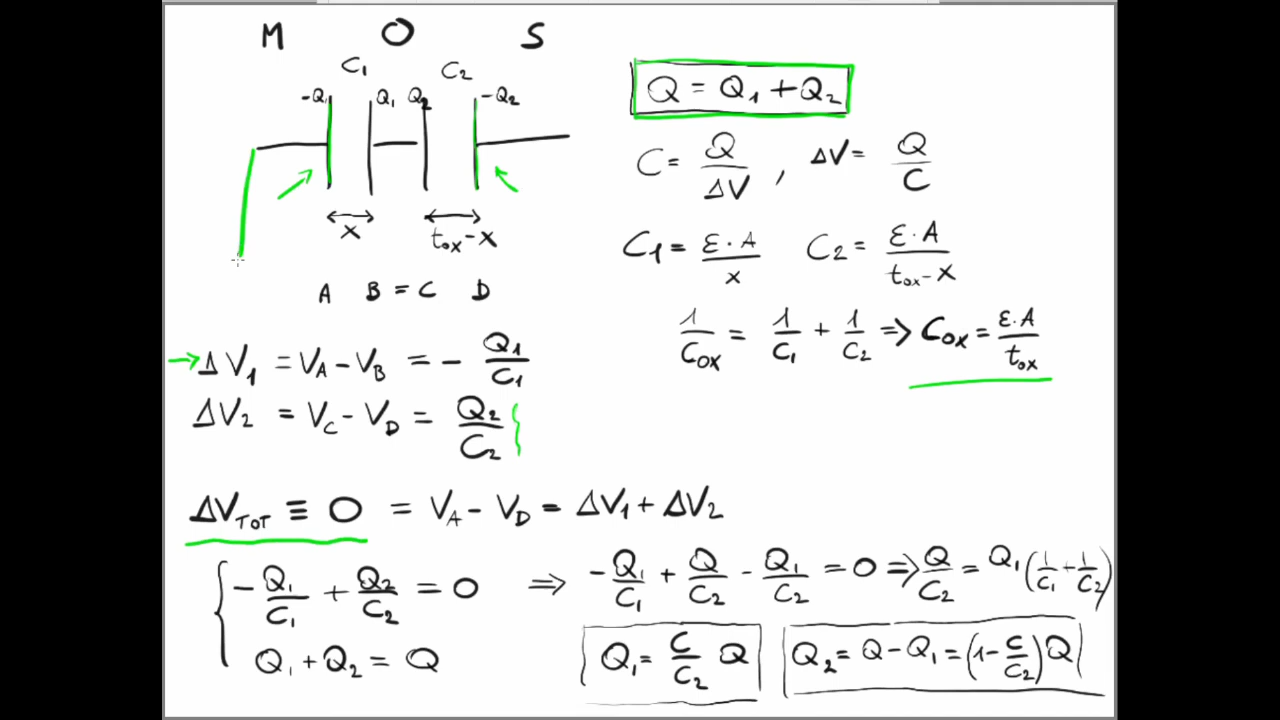 M O S
C₁ C₂
-Q₁ Q₁ Q₂ -Q₂
x tox-x
A B = C D
Q = Q₁ + Q₂
C = Q/ΔV , ΔV = Q/C
C₁ = ε·A/x C₂ = ε·A/(tox-x)
1/Cox = 1/C₁ + 1/C₂ ⇒ Cox = ε·A/tox
→ ΔV₁ = VA - VB = - Q₁/C₁
ΔV₂ = VC - VD = Q₂/C₂
ΔVTOT ≡ 0 = VA - VD = ΔV₁ + ΔV₂
- Q₁/C₁ + Q₂/C₂ = 0 ⇒ - Q₁/C₁ + Q/C₂ - Q₁/C₂ = 0 ⇒ Q/C₂ = Q₁(1/C₁ + 1/C₂)
Q₁ + Q₂ = Q
Q₁ = C/C₂ Q
Q₂ = Q - Q₁ = (1 - C/C₂)Q